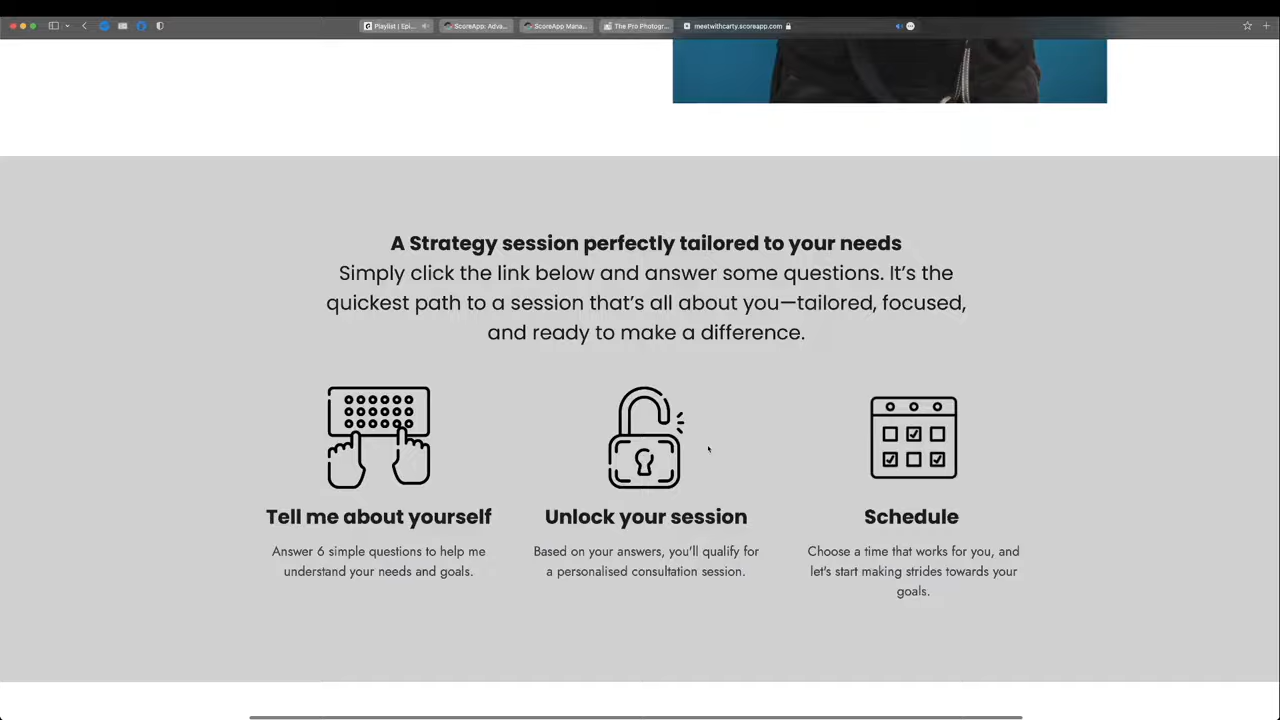 Playlist | Epi...
ScoreApp: Adva...
ScoreApp Mana...
The Pro Photogr...
meetwithcarty.scoreapp.com
A Strategy session perfectly tailored to your needs
Simply click the link below and answer some questions. It’s the
quickest path to a session that’s all about you—tailored, focused,
and ready to make a difference.
Tell me about yourself
Answer 6 simple questions to help me
understand your needs and goals.
Unlock your session
Based on your answers, you'll qualify for
a personalised consultation session.
Schedule
Choose a time that works for you, and
let's start making strides towards your
goals.